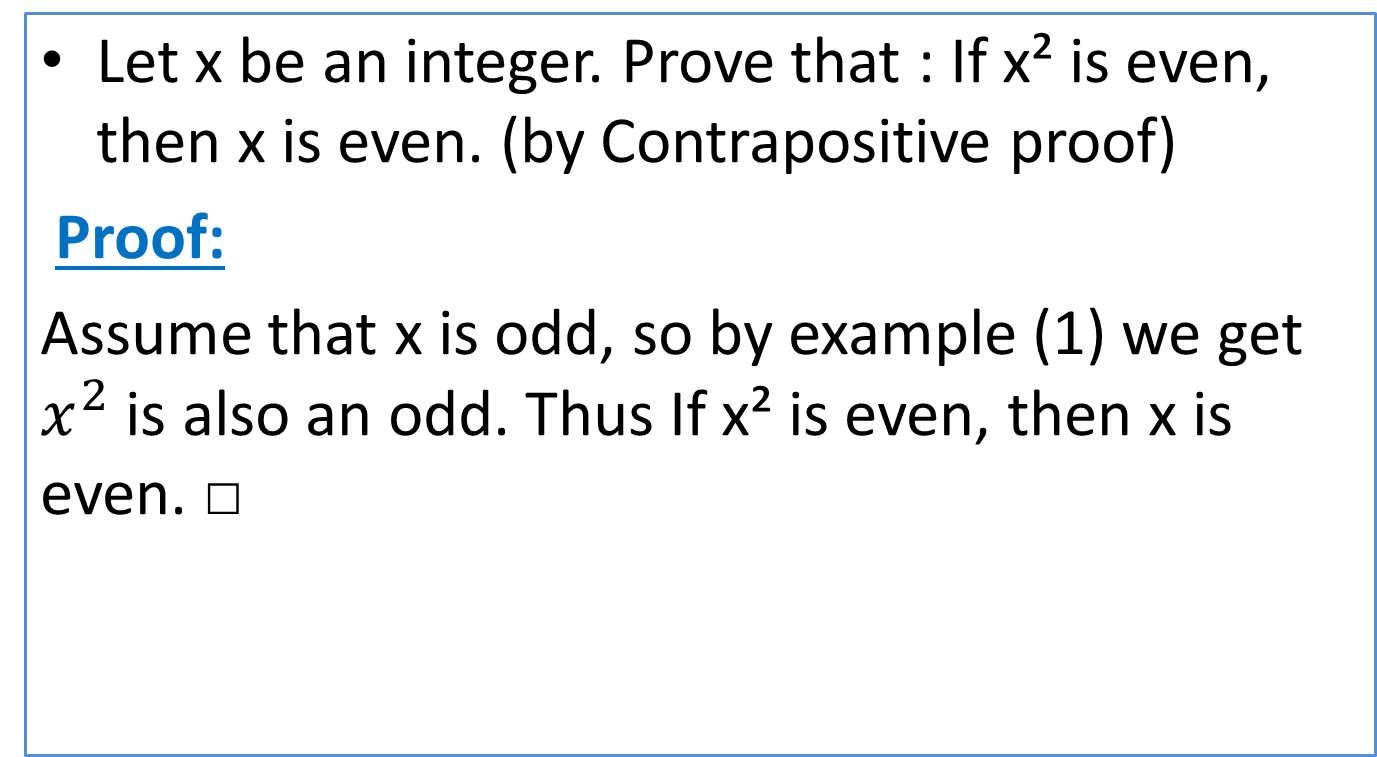 • Let x be an integer. Prove that : If x² is even,
then x is even. (by Contrapositive proof)
Proof:
Assume that x is odd, so by example (1) we get
𝑥² is also an odd. Thus If x² is even, then x is
even. □